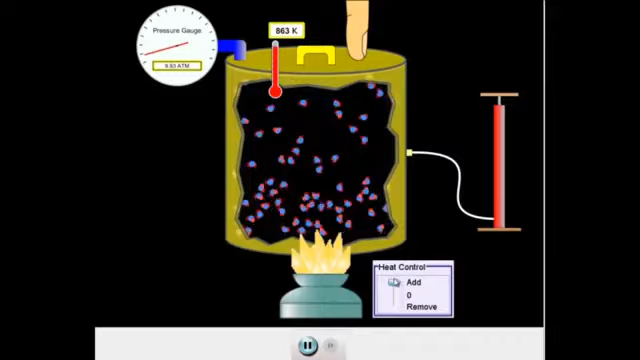 Pressure Gauge:
9.93 ATM
863 K
Heat Control
Add
0
Remove